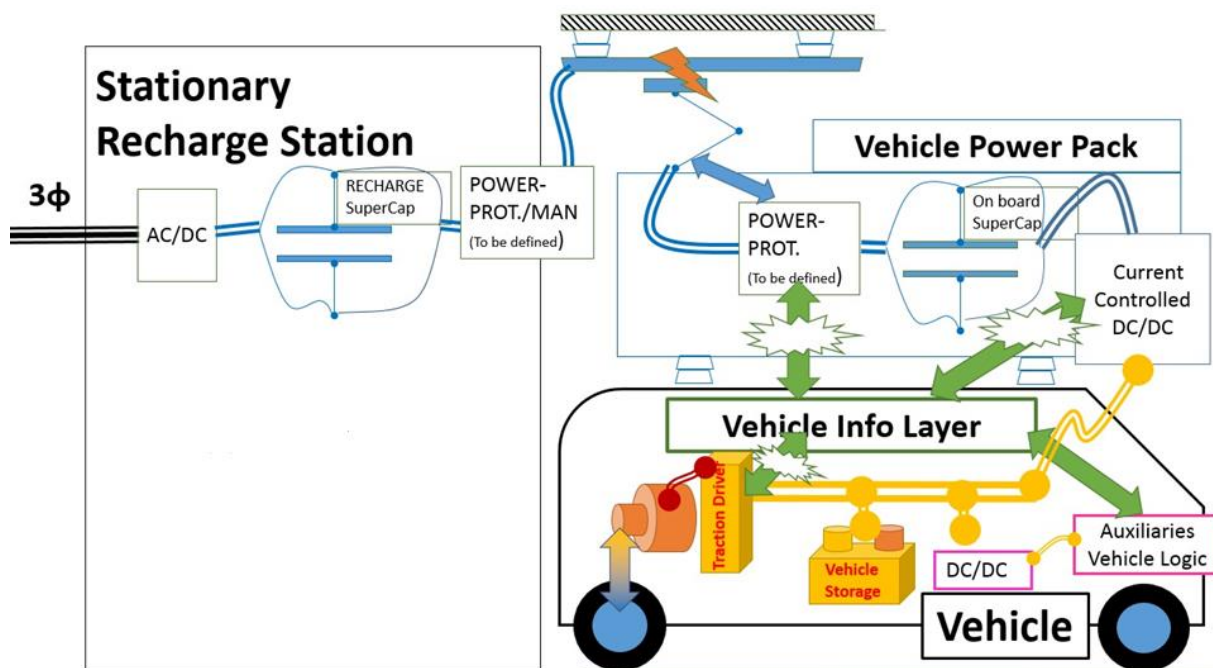 Stationary
Recharge Station
3ϕ
AC/DC
RECHARGE
SuperCap
POWER-
PROT./MAN
(To be defined)
Vehicle Power Pack
POWER-
PROT.
(To be defined)
On board
SuperCap
Current
Controlled
DC/DC
Vehicle Info Layer
Traction Driver
Vehicle
Storage
DC/DC
Auxiliaries
Vehicle Logic
Vehicle